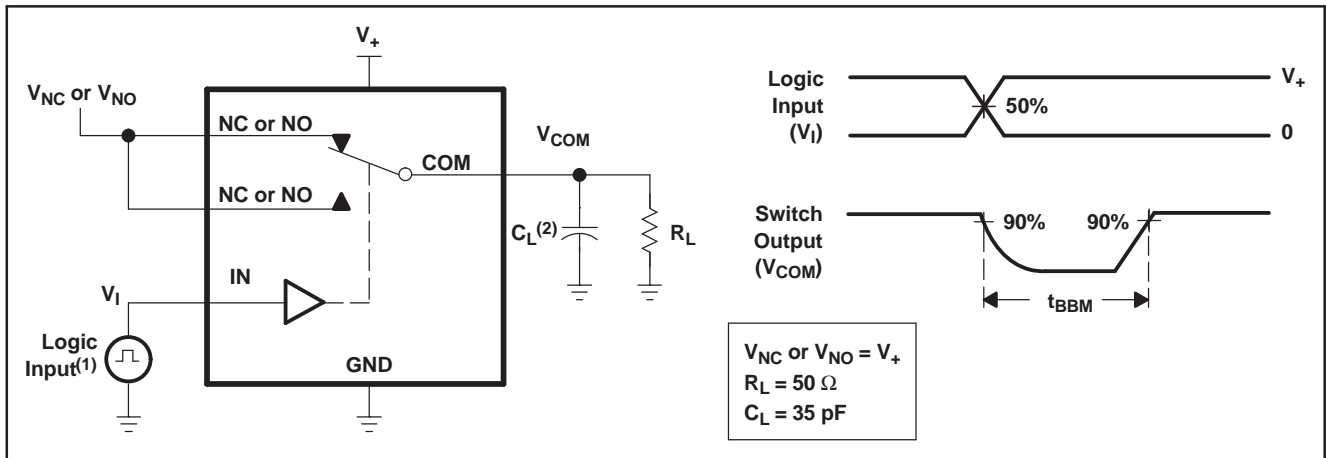 V+
VNC or VNO
NC or NO
VCOM
COM
NC or NO
CL(2)
RL
IN
VI
Logic
Input(1)
GND
Logic
Input
(VI)
50%
V+
0
Switch
Output
(VCOM)
90%
90%
tBBM
VNC or VNO = V+
RL = 50 Ω
CL = 35 pF